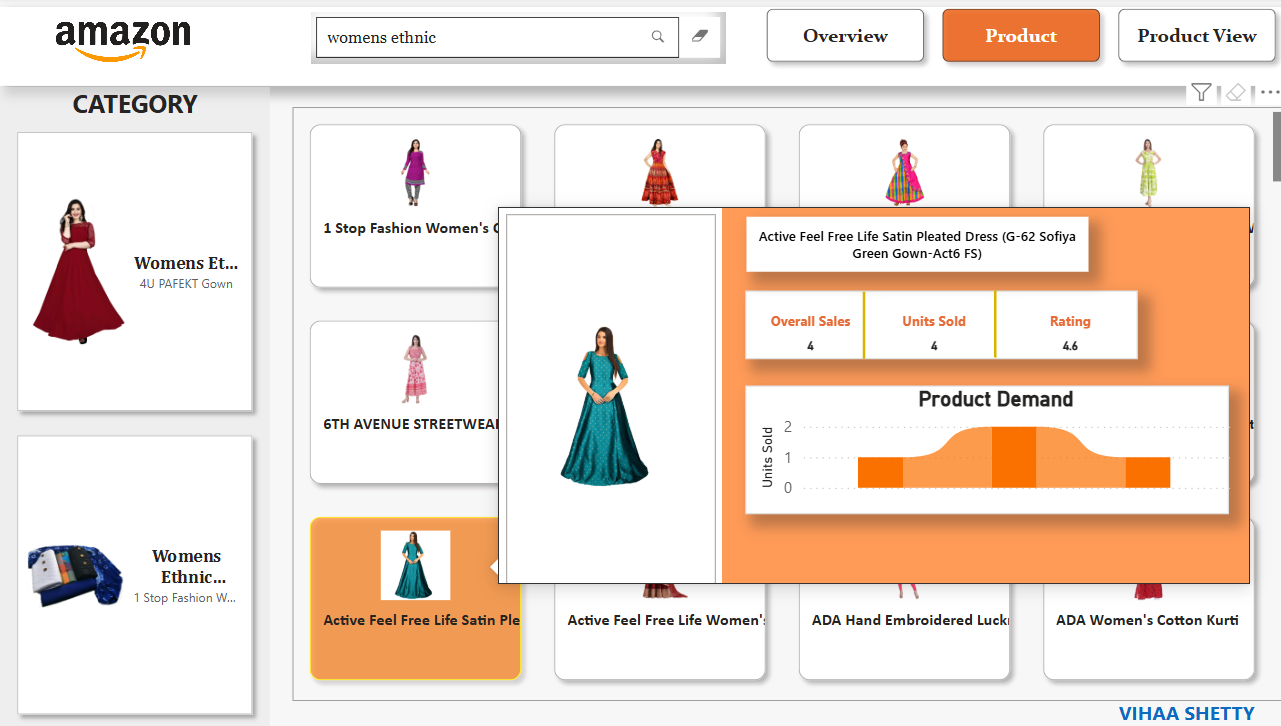 amazon
womens ethnic
Overview
Product
Product View
CATEGORY
Womens Et...
4U PAFEKT Gown
Womens
Ethnic...
1 Stop Fashion W...
1 Stop Fashion Women's
6TH AVENUE STREETWEAR
Active Feel Free Life Satin Ple
Active Feel Free Life Women's
ADA Hand Embroidered Luck
ADA Women's Cotton Kurti
Active Feel Free Life Satin Pleated Dress (G-62 Sofiya
Green Gown-Act6 FS)
Overall Sales
4
Units Sold
4
Rating
4.6
Product Demand
Units Sold
2
1
0
VIHAA SHETTY